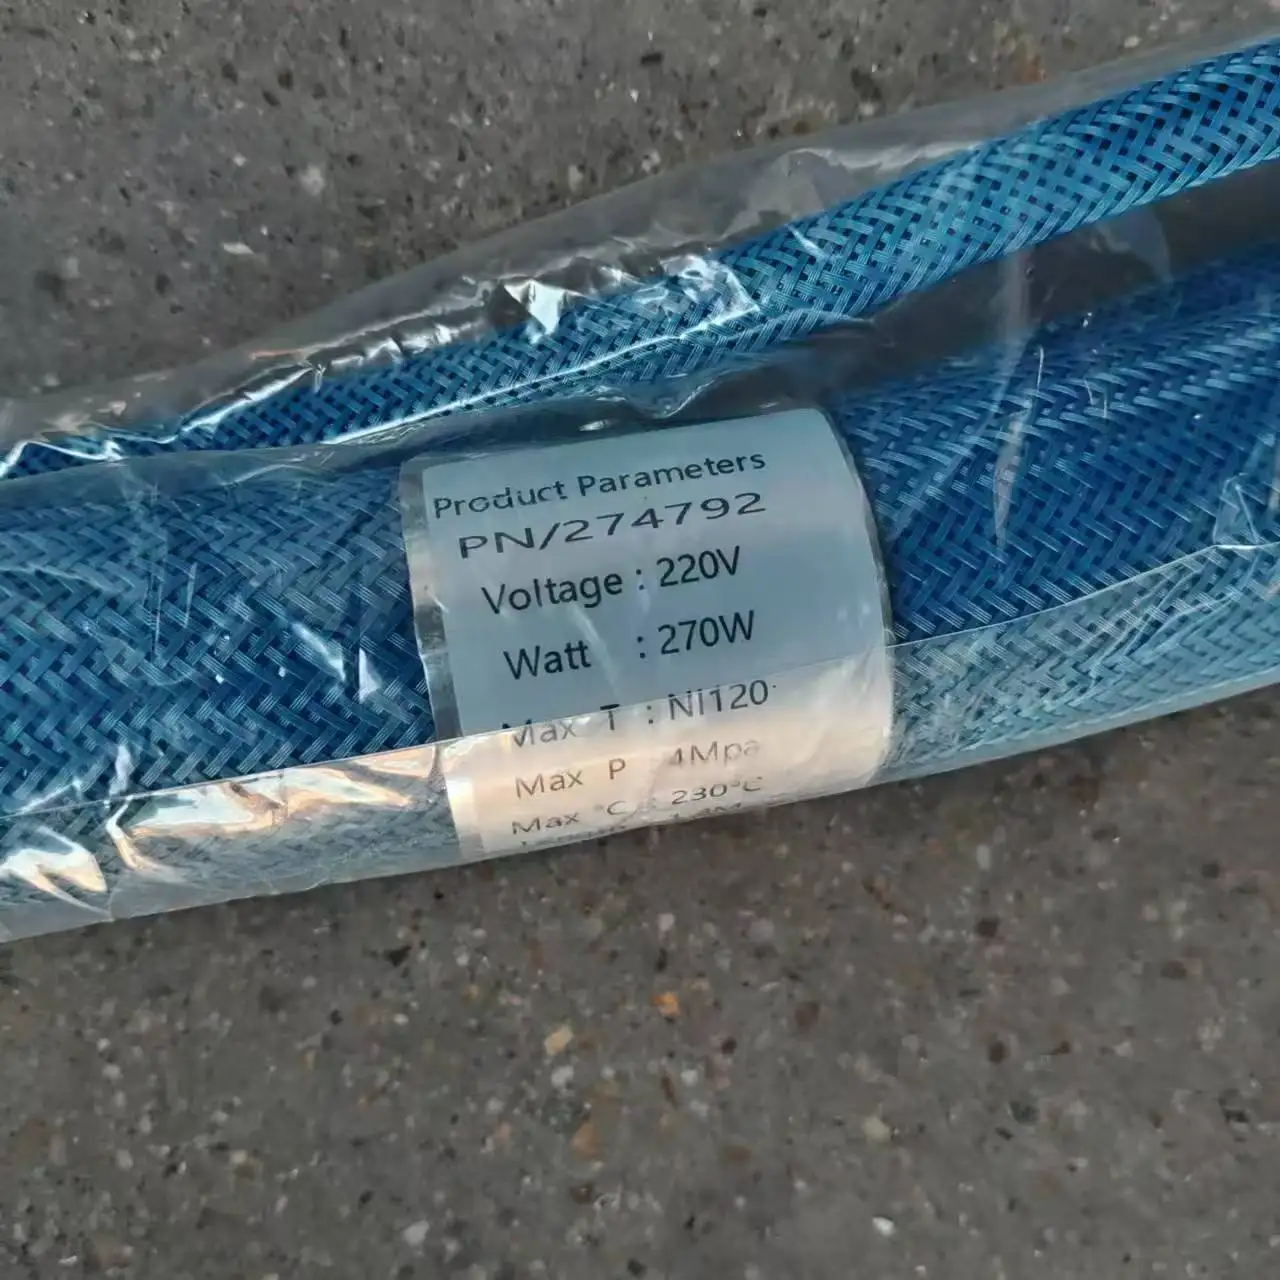 Product Parameters
PN/274792
Voltage : 220V
Watt : 270W
Max T : NI120
Max P : 4Mpa
Max °C : 230°C